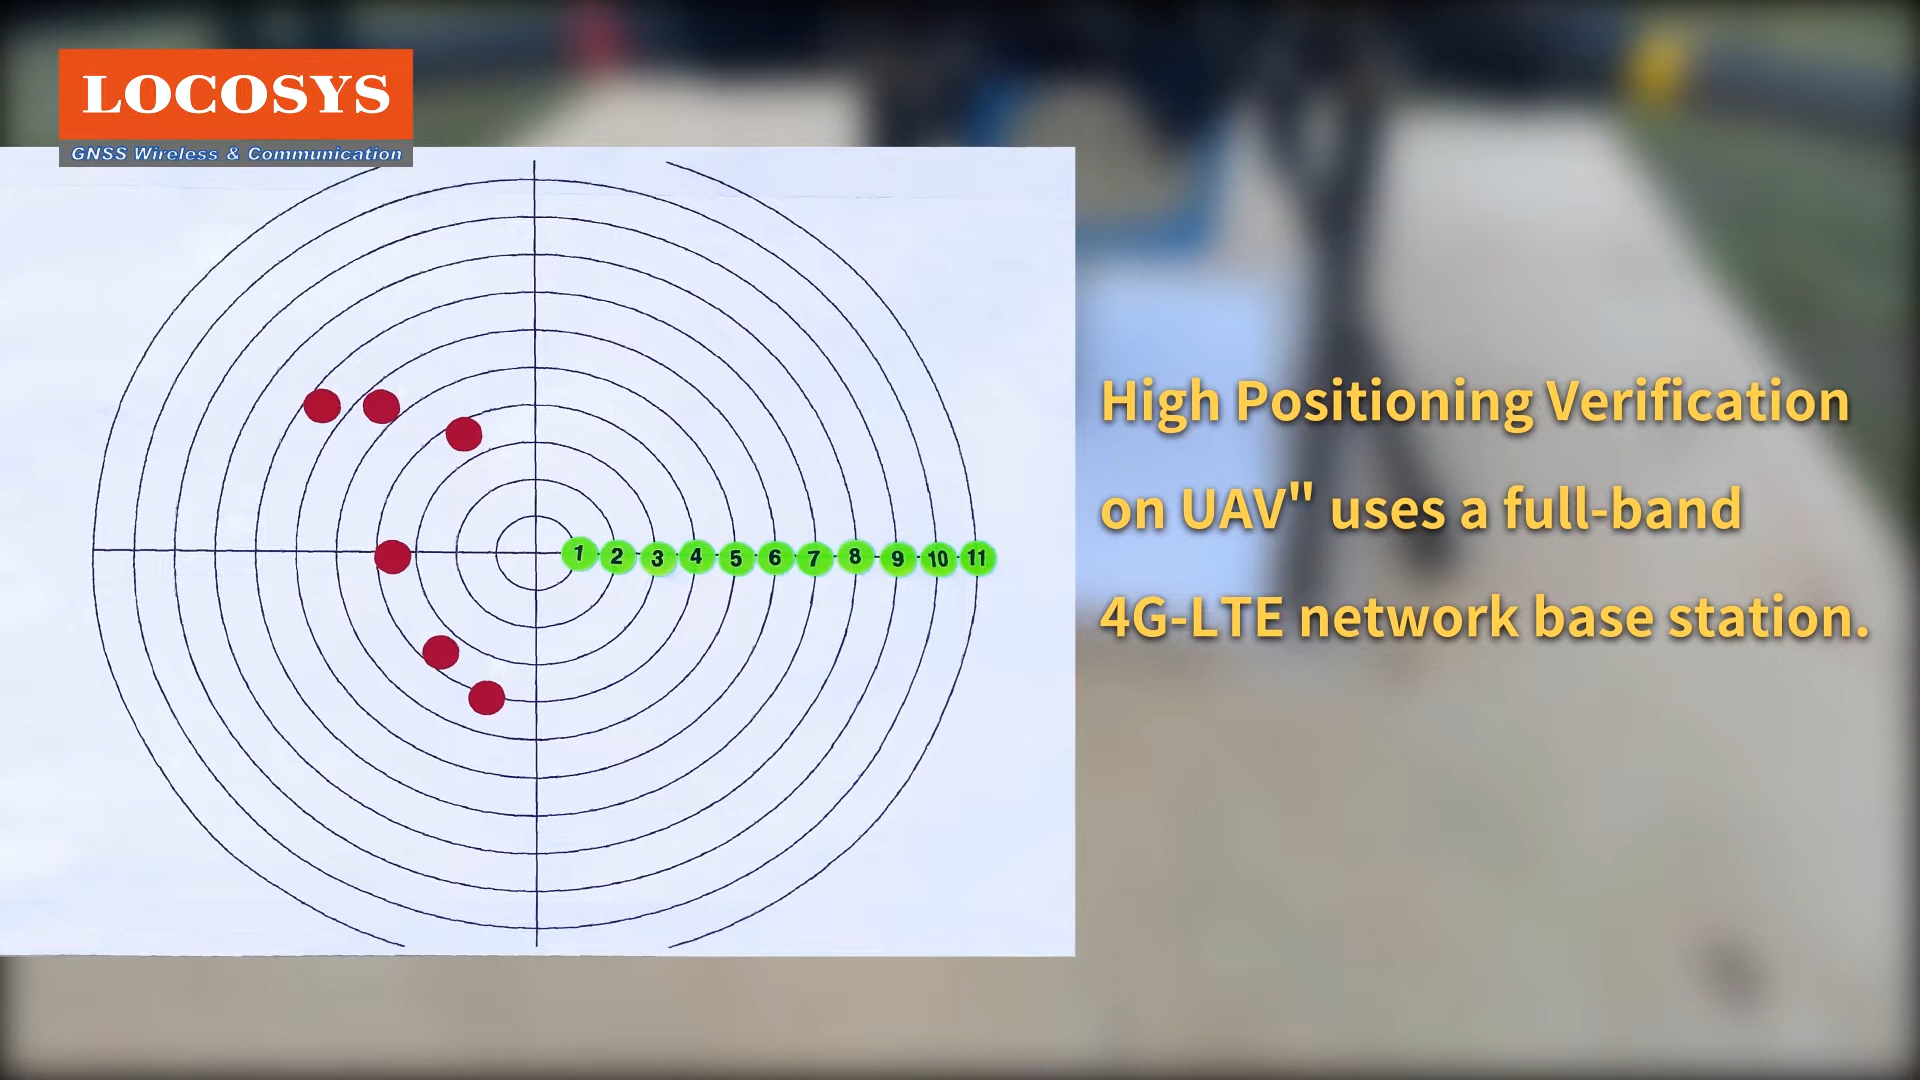 LOCOSYS
GNSS Wireless & Communication
1 2 3 4 5 6 7 8 9 10 11
High Positioning Verification
on UAV" uses a full-band
4G-LTE network base station.